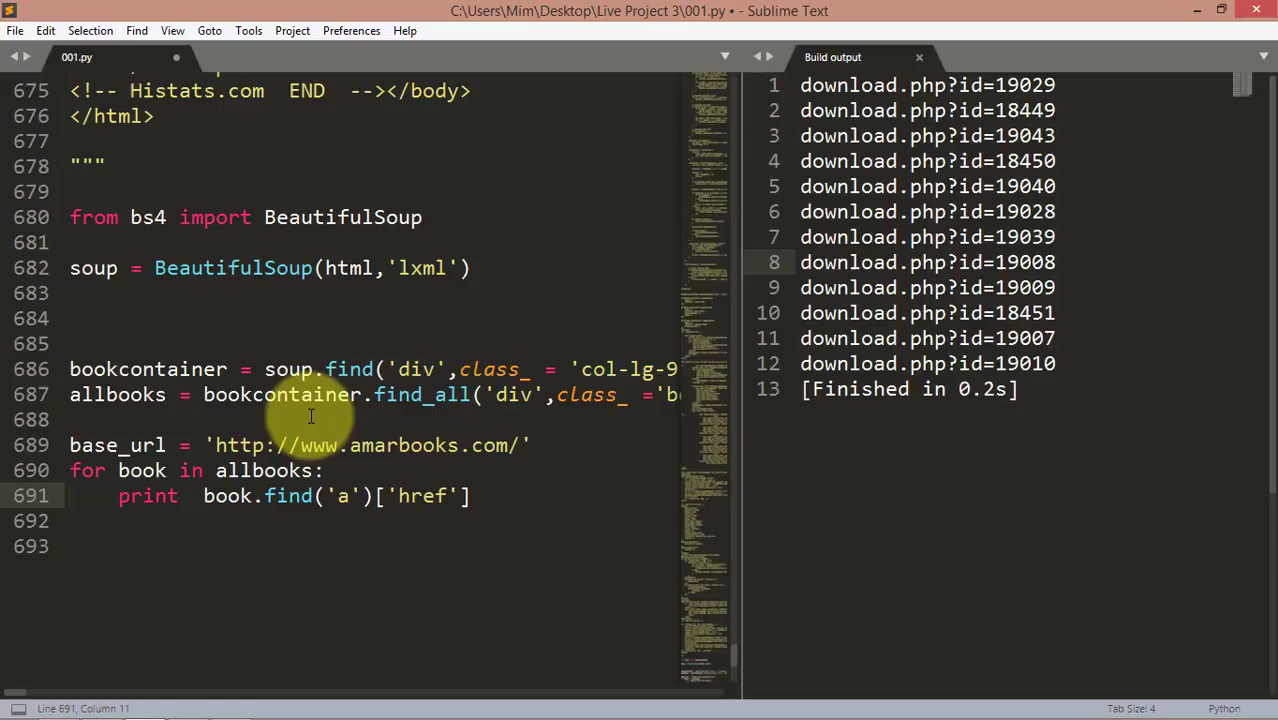 C:\Users\Mim\Desktop\Live Project 3\001.py • - Sublime Text
File Edit Selection Find View Goto Tools Project Preferences Help
001.py
Build output
675 <!-- Histats.com  END  --></body>
676 </html>
677
678 """
679
680 from bs4 import BeautifulSoup
681
682 soup = BeautifulSoup(html,'lxml')
683
684
685
686 bookcontainer = soup.find('div',class_ = 'col-lg-9
687 allbooks = bookcontainer.find_all('div',class_ ='bo
688
689 base_url = 'http://www.amarbooks.com/'
690 for book in allbooks:
691     print  book.find('a')['href']
692
693
1 download.php?id=19029
2 download.php?id=18449
3 download.php?id=19043
4 download.php?id=18450
5 download.php?id=19040
6 download.php?id=19028
7 download.php?id=19039
8 download.php?id=19008
9 download.php?id=19009
10 download.php?id=18451
11 download.php?id=19007
12 download.php?id=19010
13 [Finished in 0.2s]
Line 691, Column 11
Tab Size: 4
Python